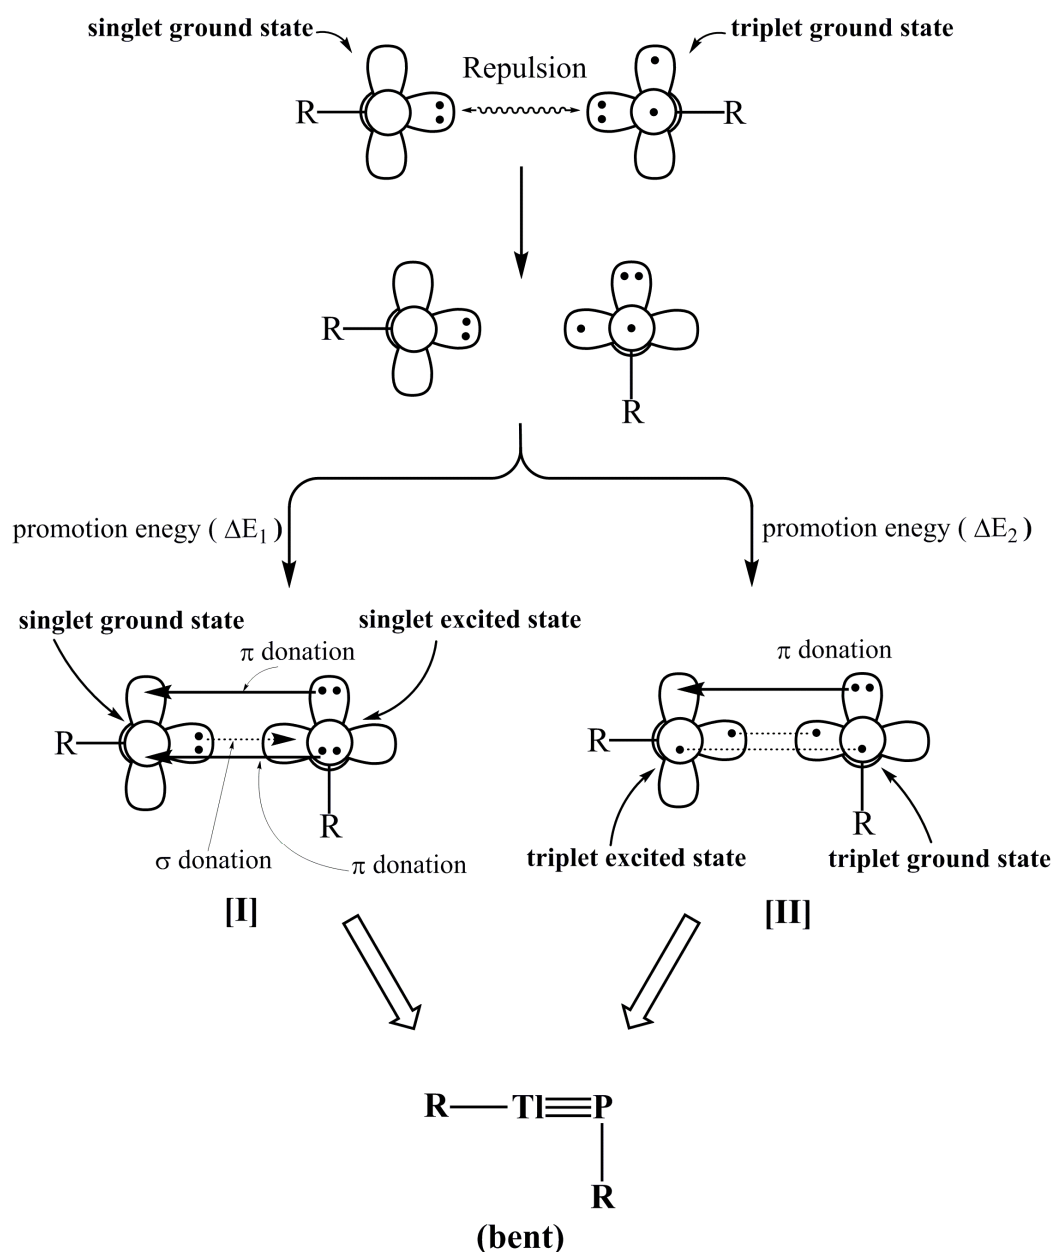 singlet ground state
triplet ground state
Repulsion
R
R
R
R
promotion enegy ( ΔE1 )
promotion enegy ( ΔE2 )
singlet ground state
singlet excited state
π donation
π donation
R
R
R
R
σ donation
π donation
triplet excited state
triplet ground state
[I]
[II]
R Tl≡P
R
(bent)